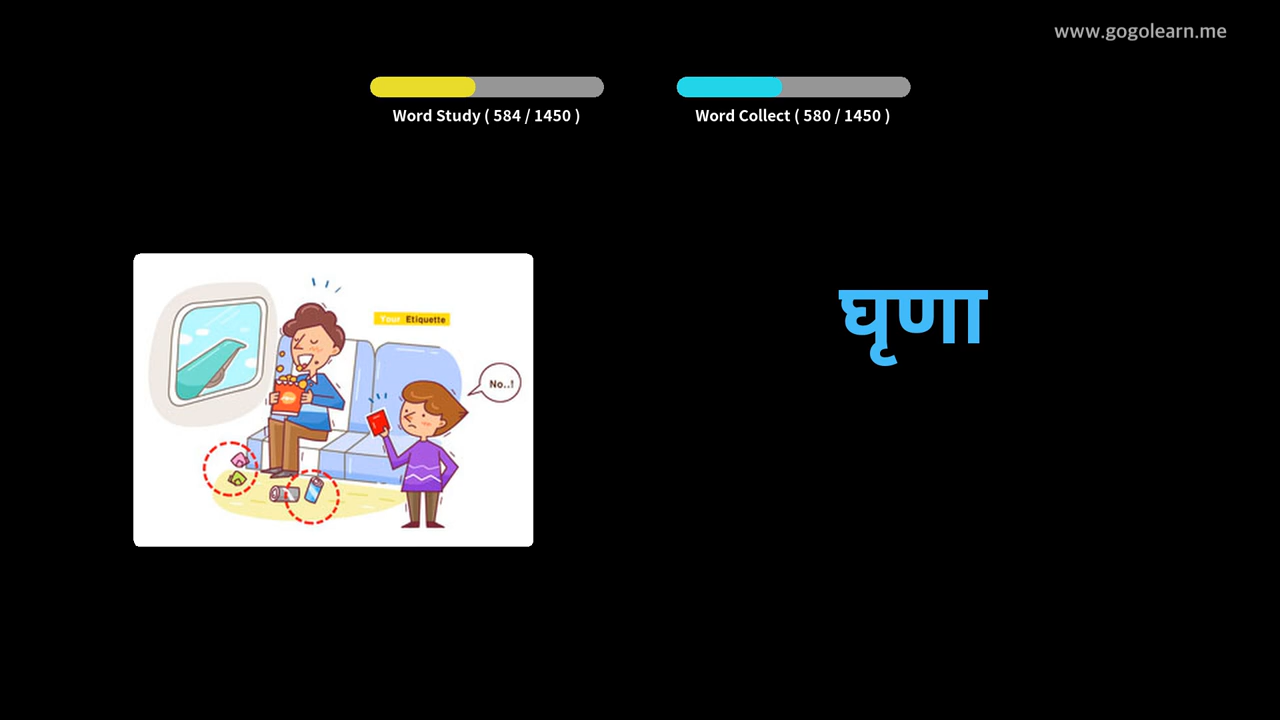 www.gogolearn.me
Word Study ( 584 / 1450 )
Word Collect ( 580 / 1450 )
Your Etiquette
No..!
घृणा